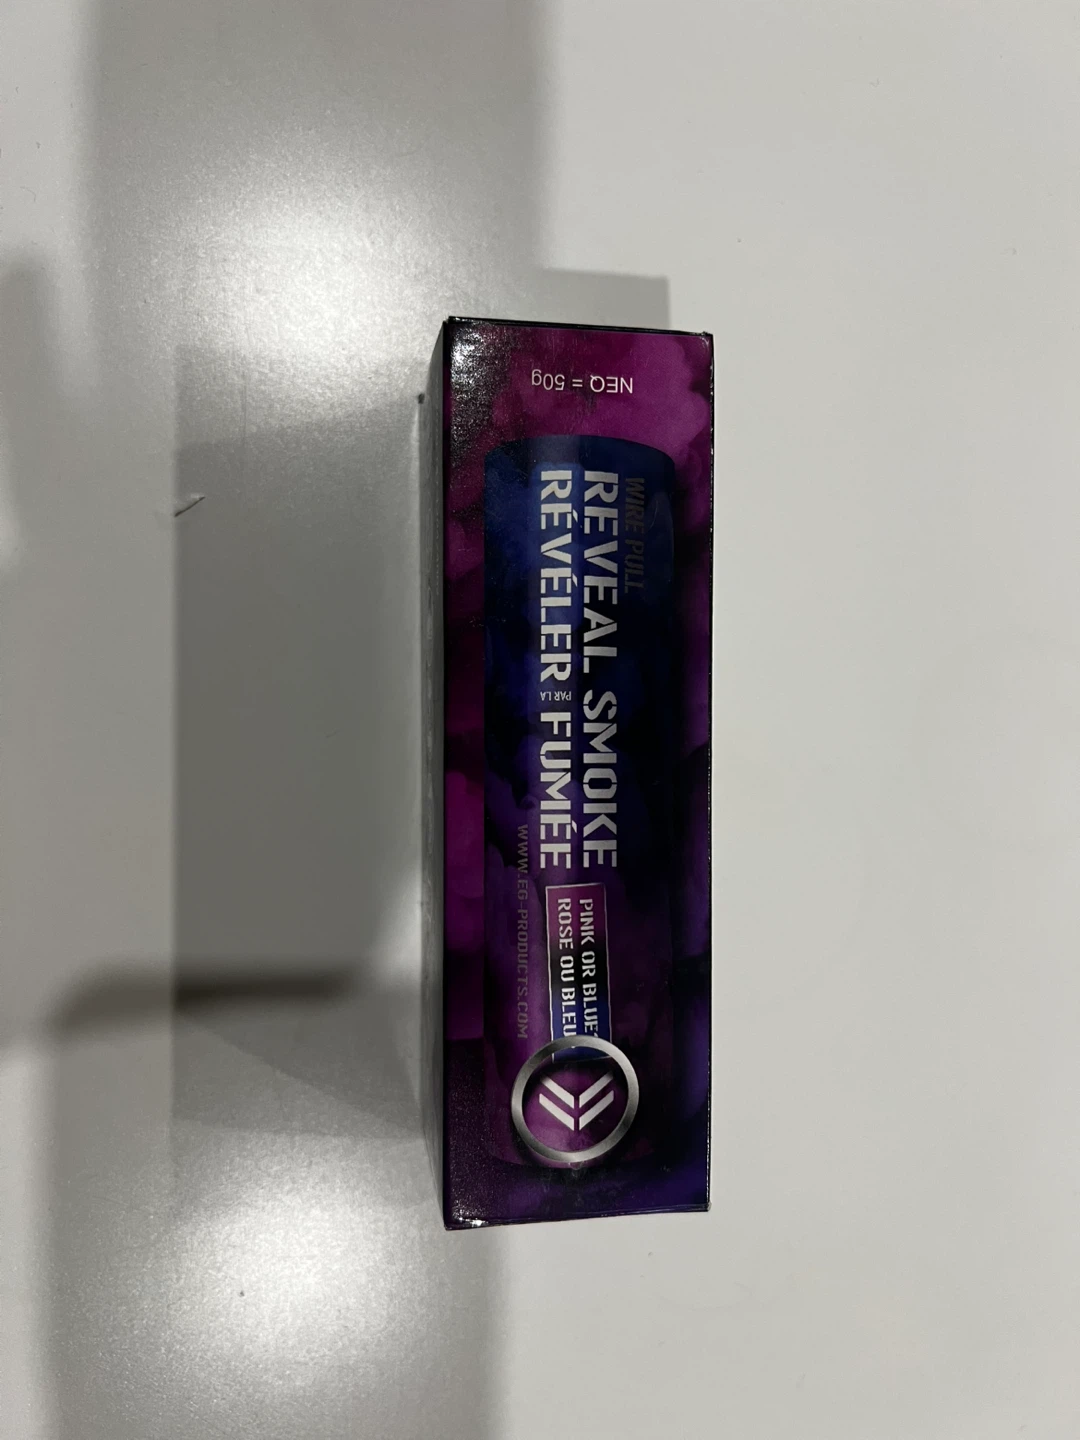 NEQ = 50g
WIRE PULL
REVEAL SMOKE
RÉVÉLER PAR LA FUMÉE
PINK OR BLUE?
ROSE OU BLEU
WWW.EG-PRODUCTS.COM